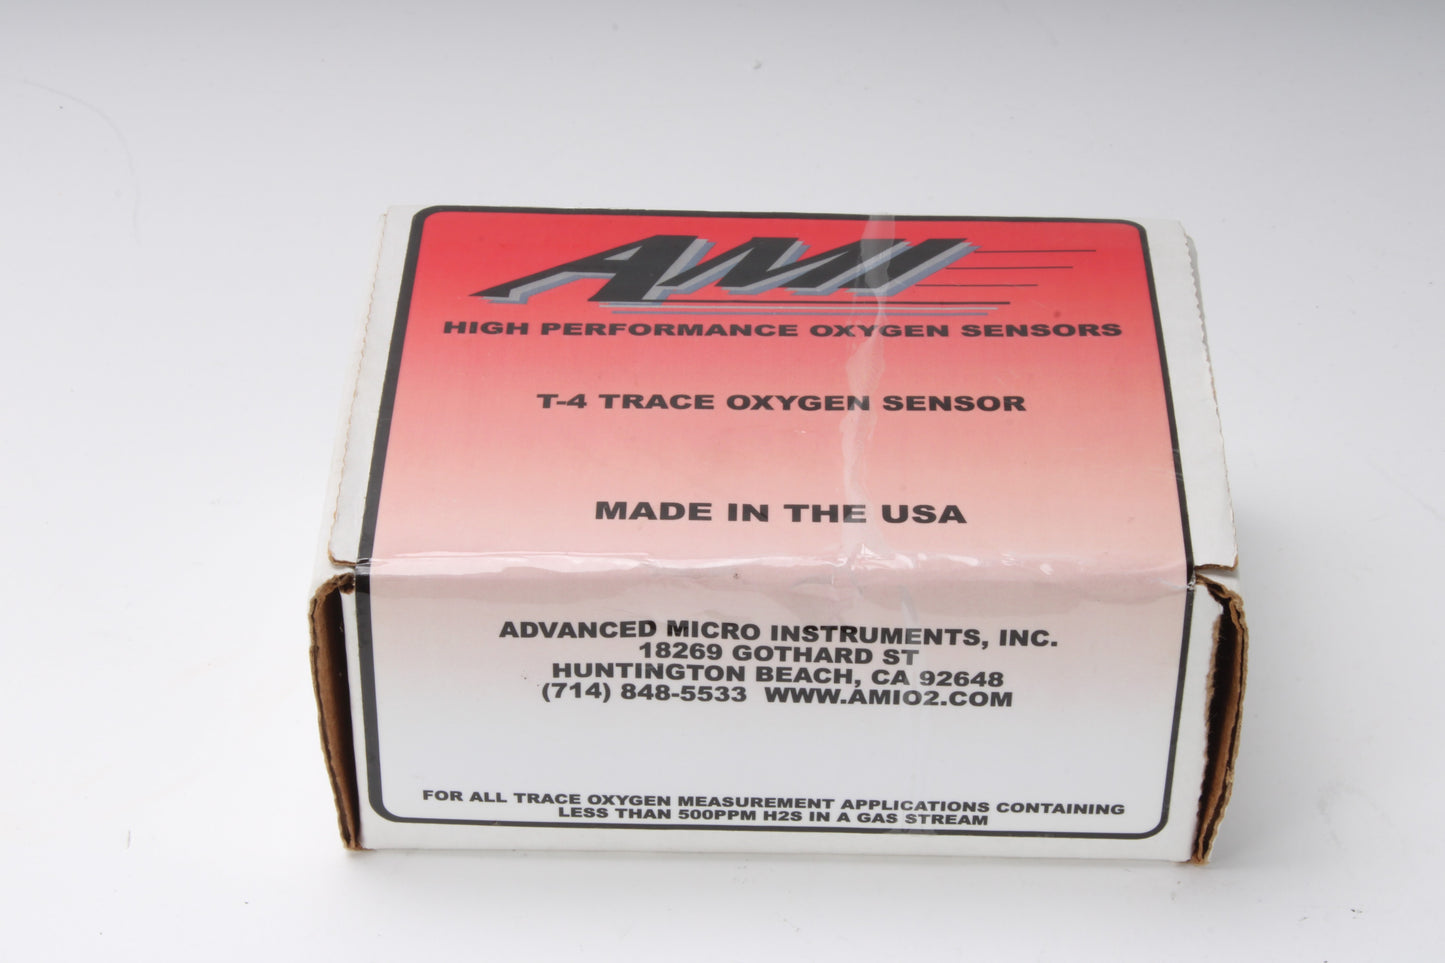 AMI
HIGH PERFORMANCE OXYGEN SENSORS
T-4 TRACE OXYGEN SENSOR
MADE IN THE USA
ADVANCED MICRO INSTRUMENTS, INC.
18269 GOTHARD ST
HUNTINGTON BEACH, CA 92648
(714) 848-5533 WWW.AMIO2.COM
FOR ALL TRACE OXYGEN MEASUREMENT APPLICATIONS CONTAINING
LESS THAN 500PPM H2S IN A GAS STREAM